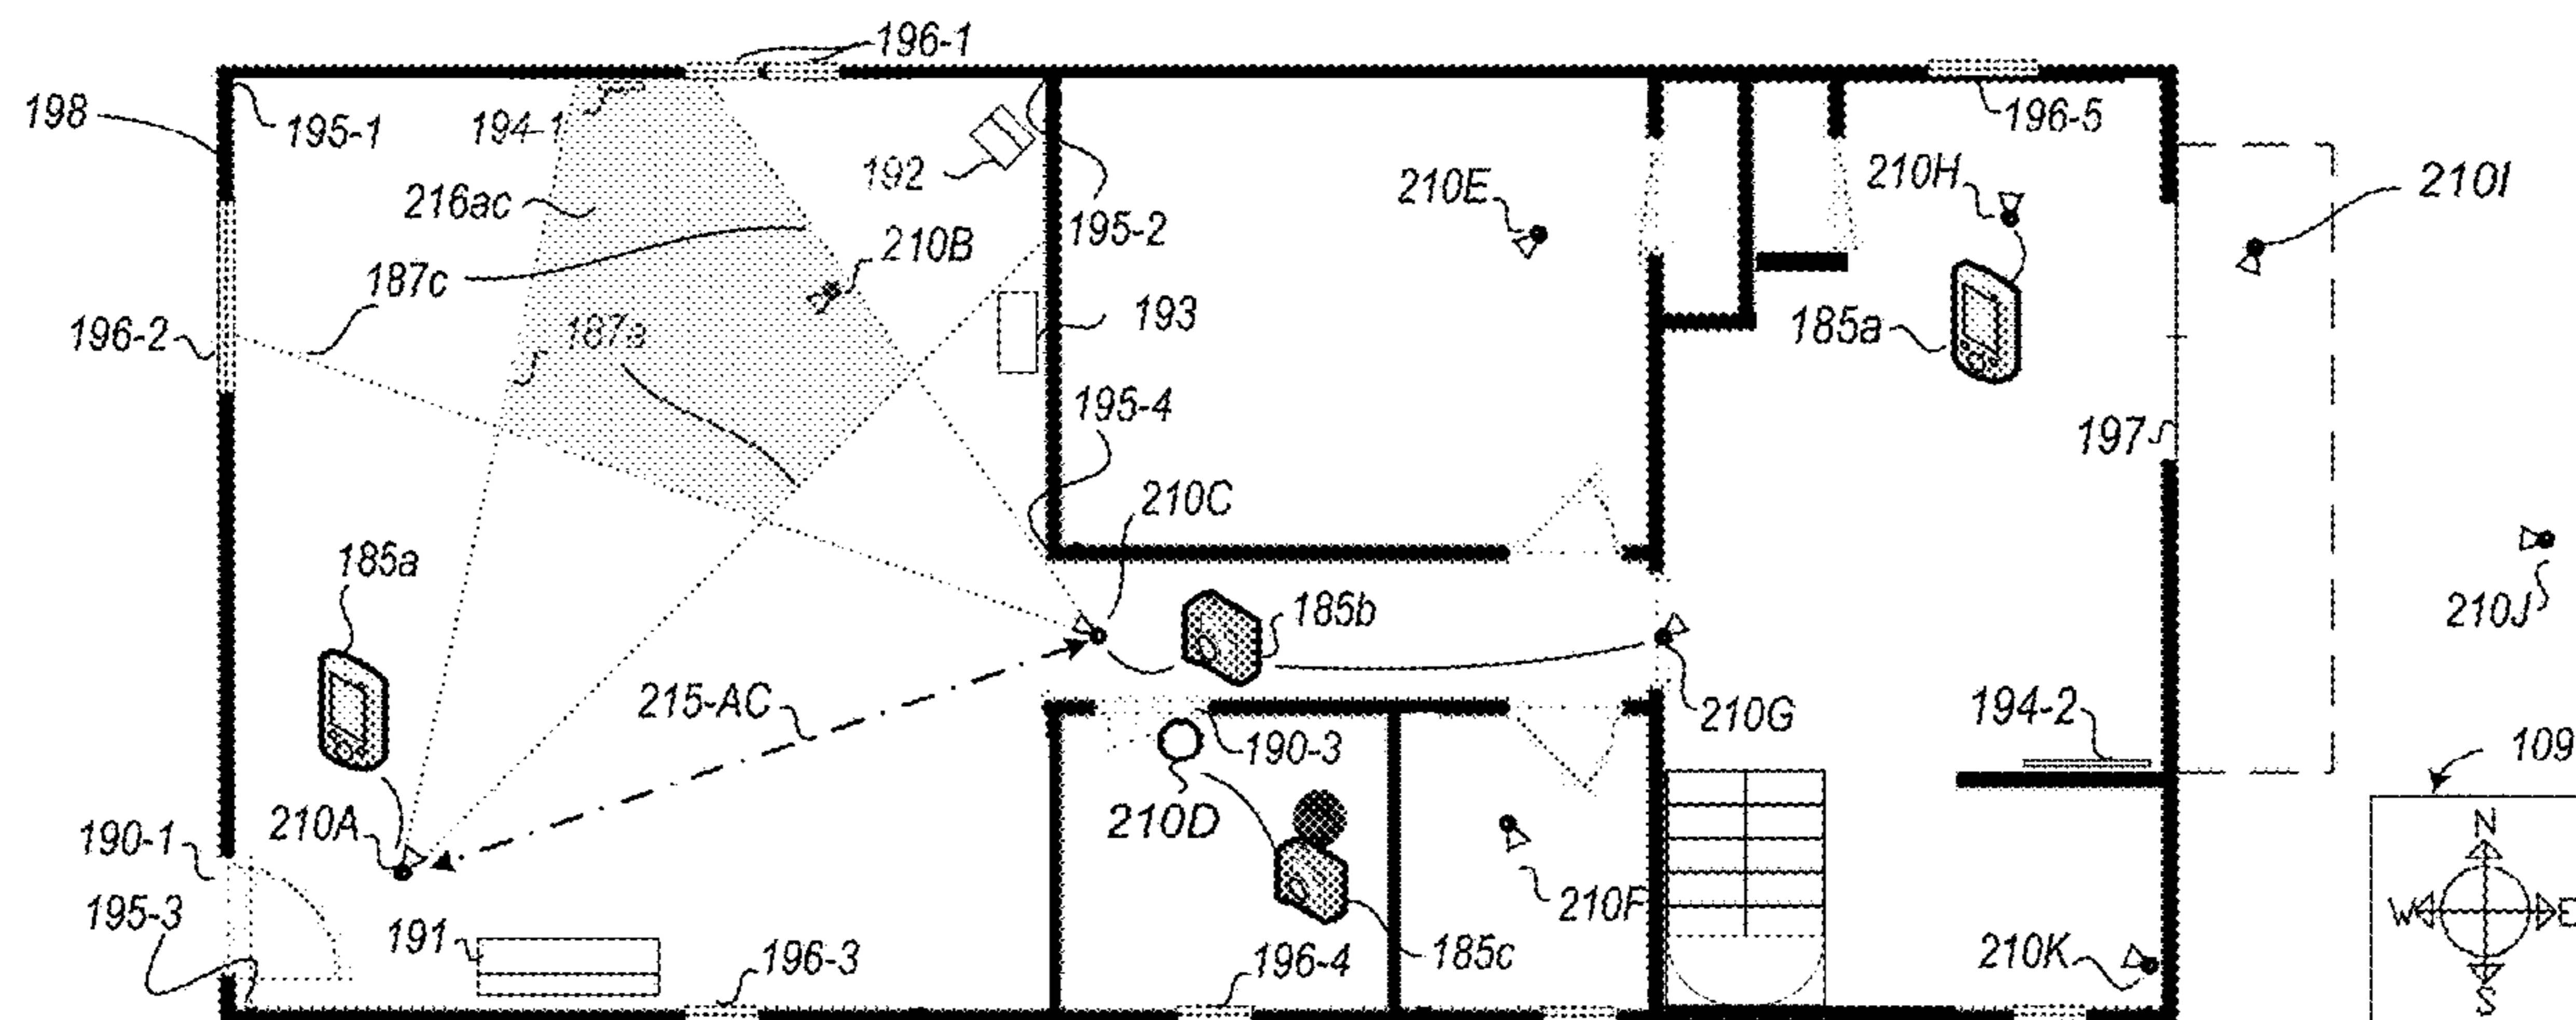 196-1
198
195-1
194-1
196-5
192
210E
210H
210I
216ac
195-2
210B
187c
193
185a
196-2
187a
195-4
197
210C
185a
185b
210J
215-AC
210G
194-2
190-3
109
190-1
210A
210D
N
195-3
191
210F
W
E
196-3
196-4
185c
210K
S